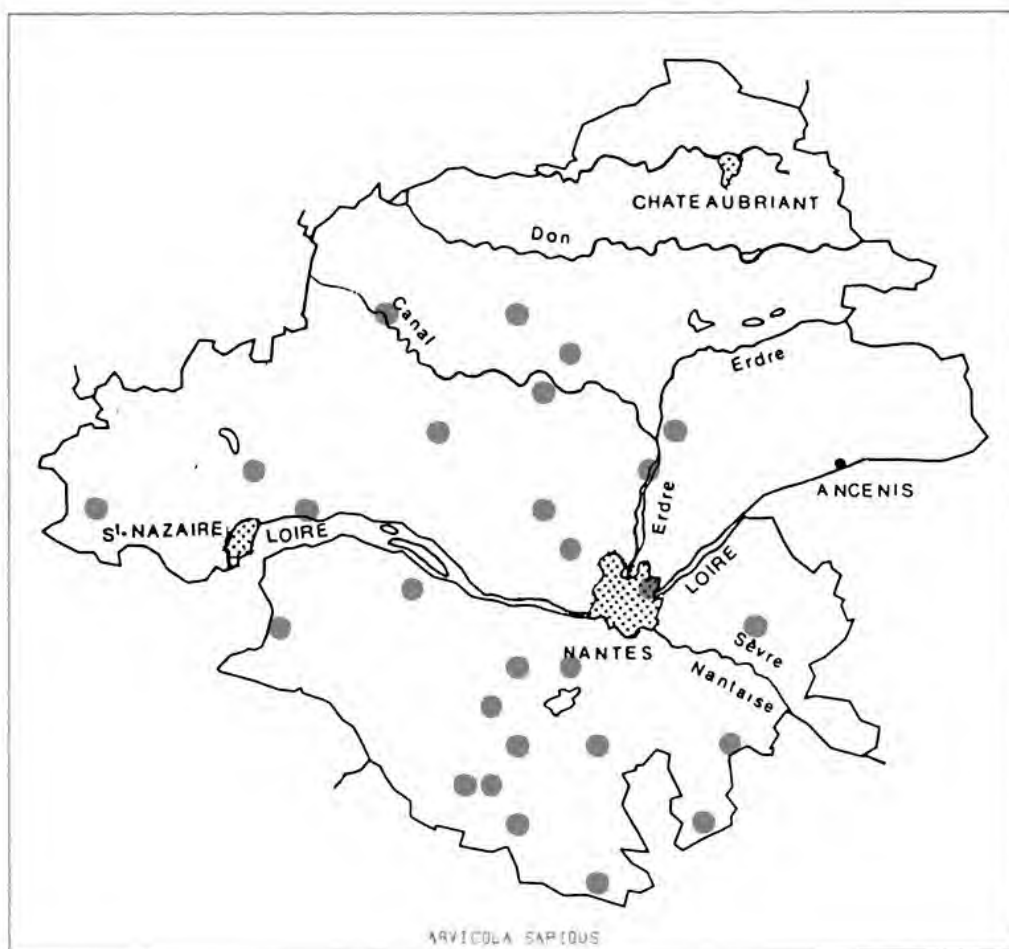 CHATEAUBRIANT
Don
Canal
Erdre
ANCENIS
Erdre
St. NAZAIRE
LOIRE
LOIRE
NANTES
Sèvre
Nantaise
ARVICOLA SAPIDUS